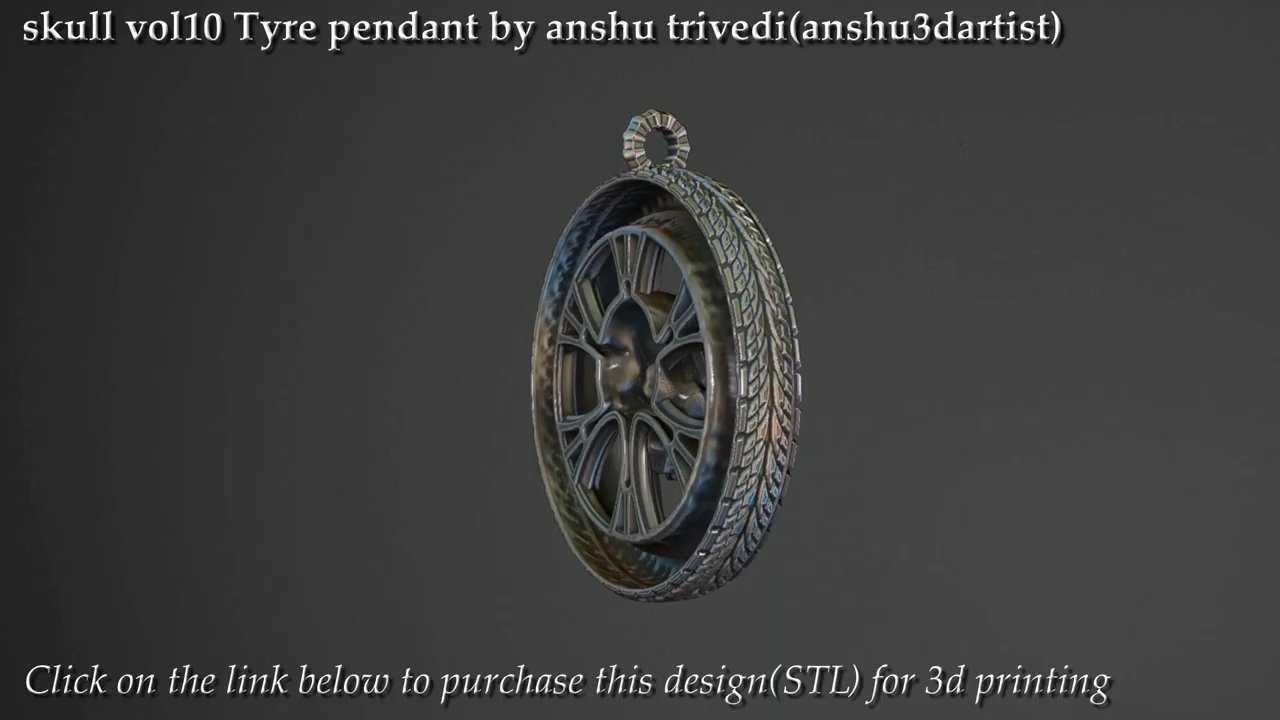 skull vol10 Tyre pendant by anshu trivedi(anshu3dartist)
Click on the link below to purchase this design(STL) for 3d printing